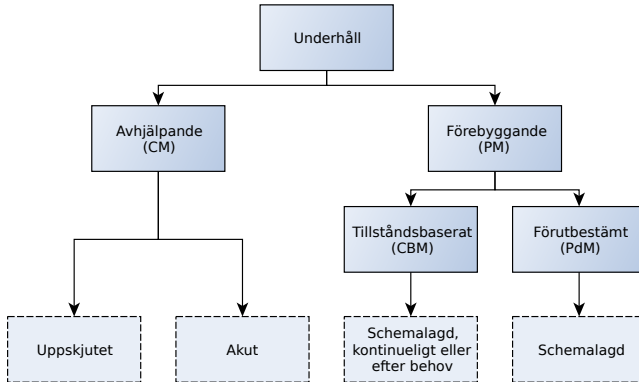 Underhåll
Avhjälpande
(CM)
Förebyggande
(PM)
Tillståndsbaserat
(CBM)
Förutbestämt
(PdM)
Uppskjutet
Akut
Schemalagd,
kontinueligt eller
efter behov
Schemalagd